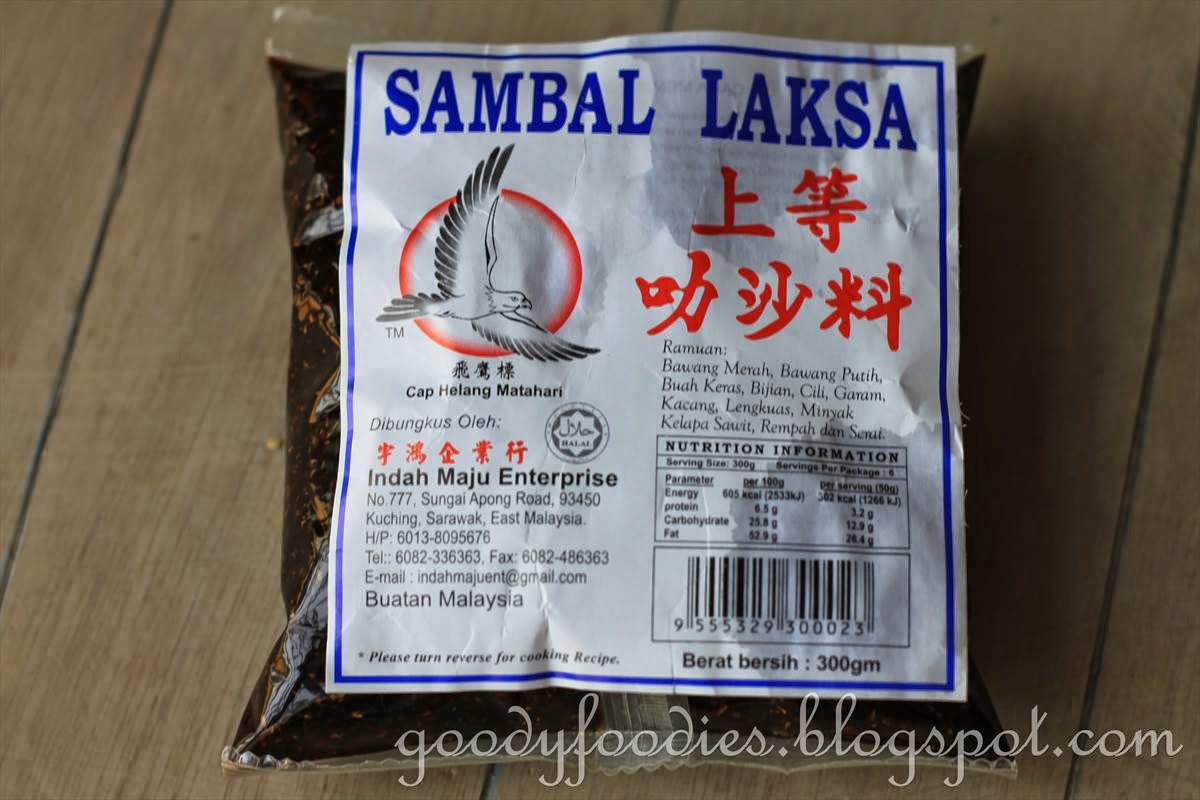 SAMBAL LAKSA
上等
叻沙料
TM
飛鷹標
Cap Helang Matahari
Dibungkus Oleh:
حلال
HALAL
宇鴻企業行
Indah Maju Enterprise
No.777, Sungai Apong Road, 93450
Kuching, Sarawak, East Malaysia.
H/P: 6013-8095676
Tel:: 6082-336363, Fax: 6082-486363
E-mail : indahmajuent@gmail.com
Buatan Malaysia
* Please turn reverse for cooking Recipe.
Ramuan:
Bawang Merah, Bawang Putih,
Buah Keras, Bijian, Cili, Garam,
Kacang, Lengkuas, Minyak
Kelapa Sawit, Rempah dan Serai.
NUTRITION INFORMATION
Serving Size: 300g Servings Per Package : 6
Parameter per 100g per serving (50g)
Energy 605 kcal (2533kJ) 302 kcal (1266 kJ)
protein 6.5 g 3.2 g
Carbohydrate 25.8 g 12.9 g
Fat 52.9 g 26.4 g
9 555329 300023
Berat bersih : 300gm
goodyfoodies.blogspot.com